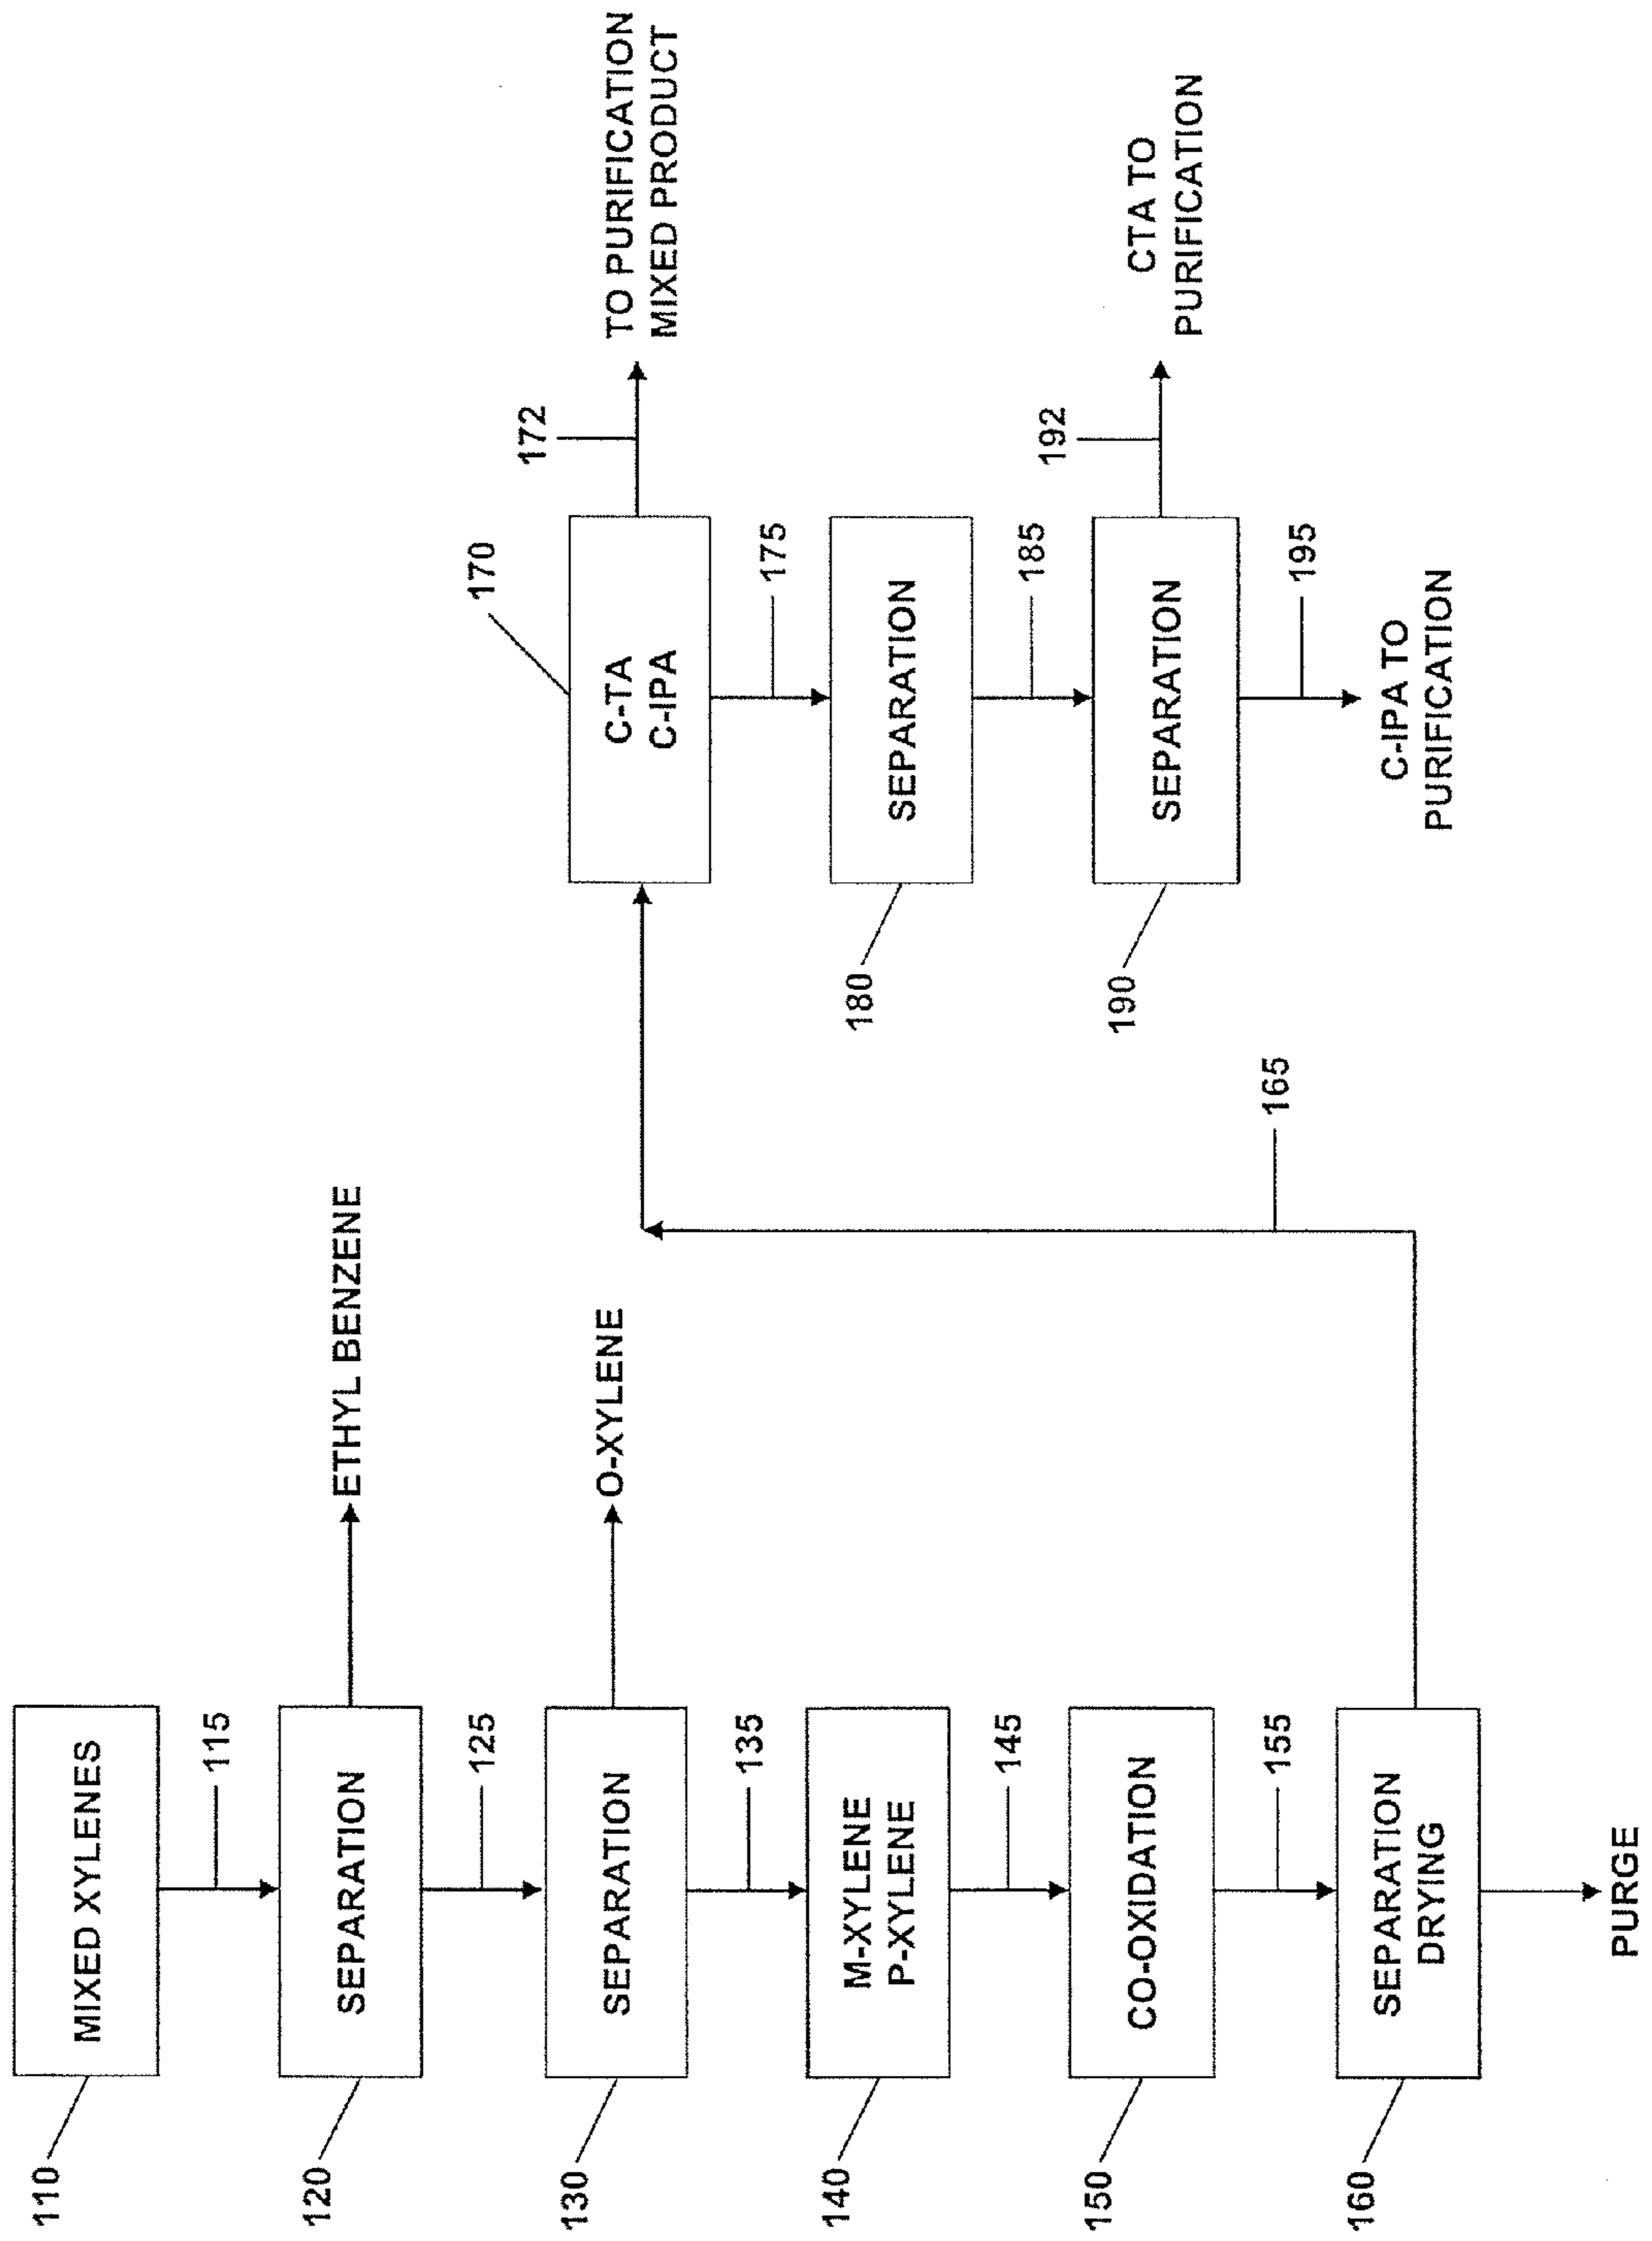 110
MIXED XYLENES
115
120
SEPARATION
ETHYL BENZENE
125
130
SEPARATION
O-XYLENE
135
140
M-XYLENE
P-XYLENE
145
150
CO-OXIDATION
155
160
SEPARATION
DRYING
PURGE
165
170
C-TA
C-IPA
172
TO PURIFICATION
MIXED PRODUCT
175
180
SEPARATION
185
190
SEPARATION
192
CTA TO
PURIFICATION
195
C-IPA TO
PURIFICATION